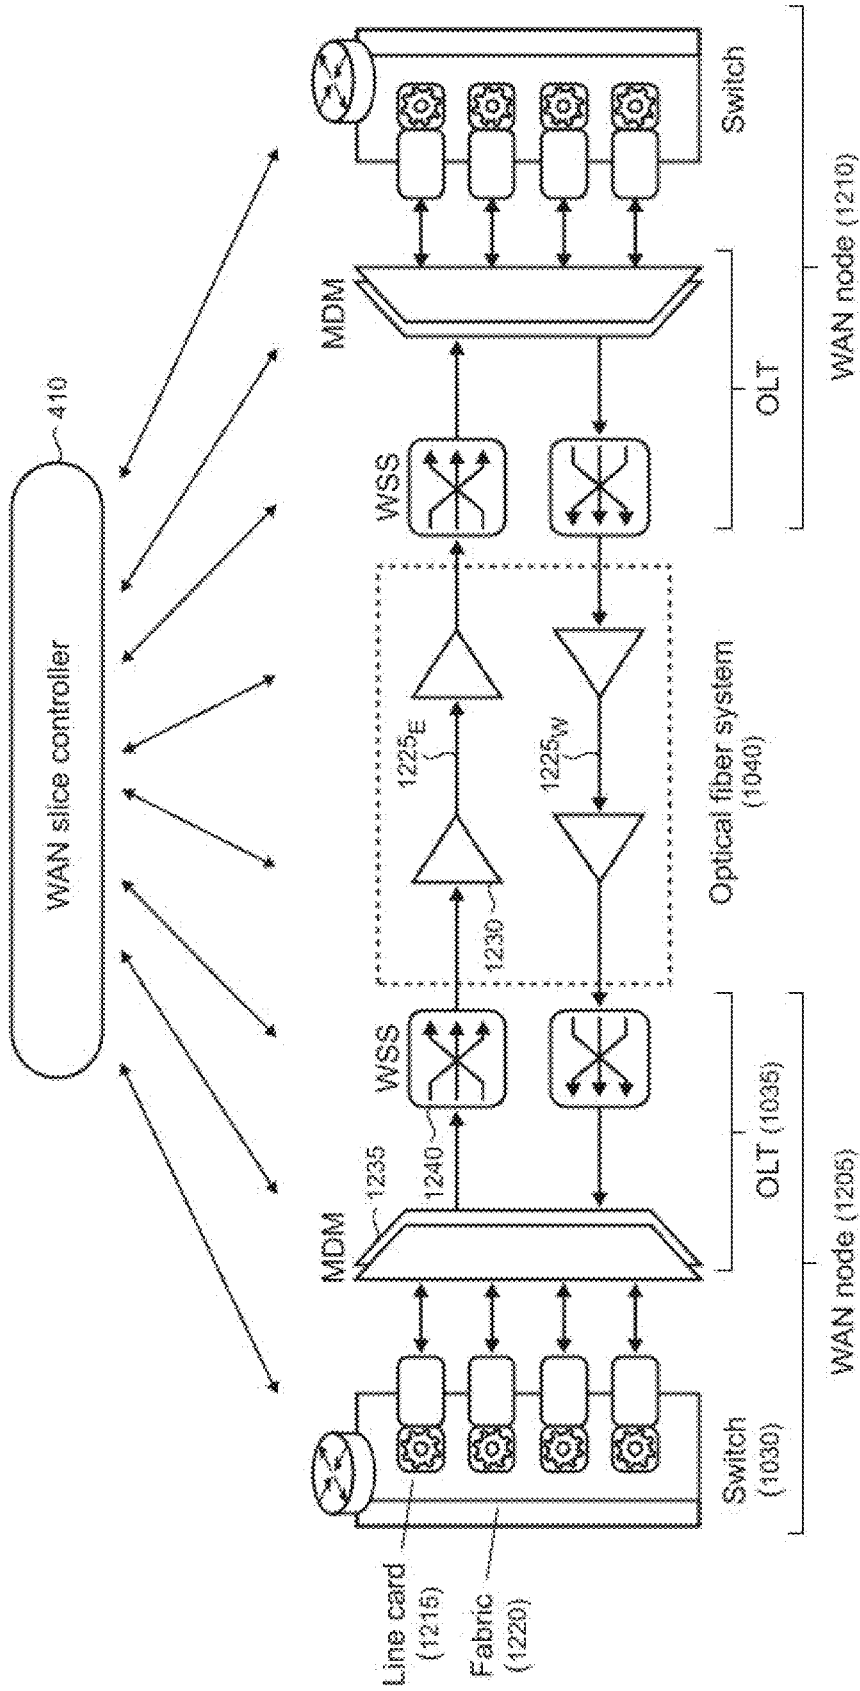 410
WAN slice controller
MDM
1235
WSS
1240
1230
1225E
1225W
WSS
MDM
Line card
(1215)
Fabric
(1220)
Switch
(1030)
OLT (1035)
WAN node (1205)
Optical fiber system
(1040)
OLT
Switch
WAN node (1210)